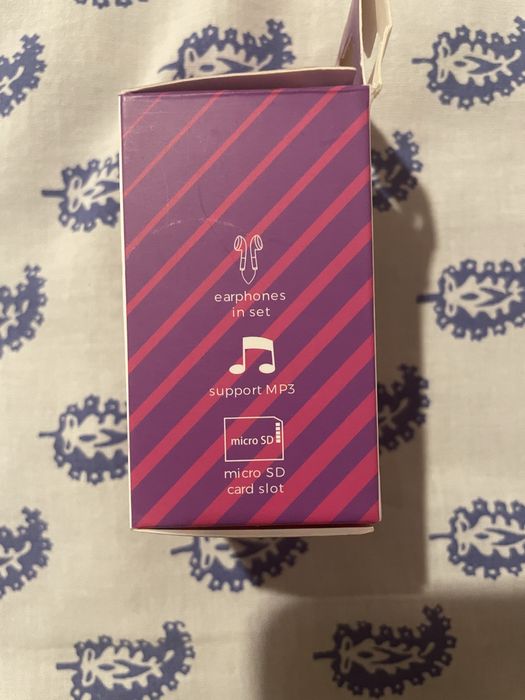 earphones
in set
support MP3
micro SD
micro SD
card slot